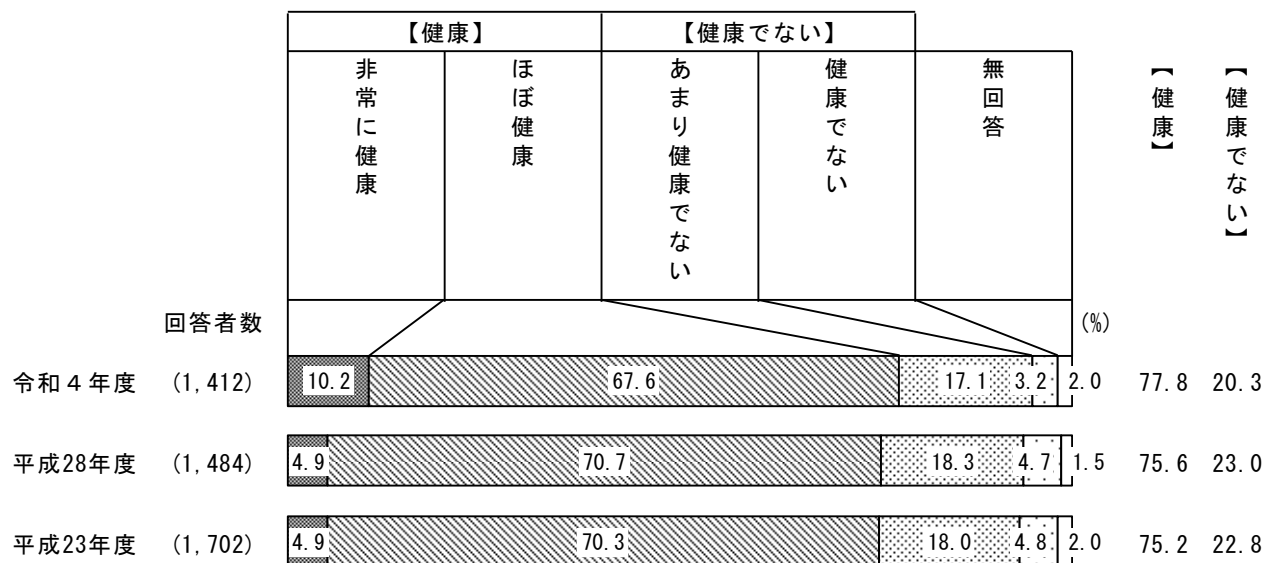 【健康】 【健康でない】
非常に健康
ほぼ健康
あまり健康でない
健康でない
無回答
【健康】
【健康でない】
回答者数 (%)
令和4年度 (1,412) 10.2 67.6 17.1 3.2 2.0 77.8 20.3
平成28年度 (1,484) 4.9 70.7 18.3 4.7 1.5 75.6 23.0
平成23年度 (1,702) 4.9 70.3 18.0 4.8 2.0 75.2 22.8